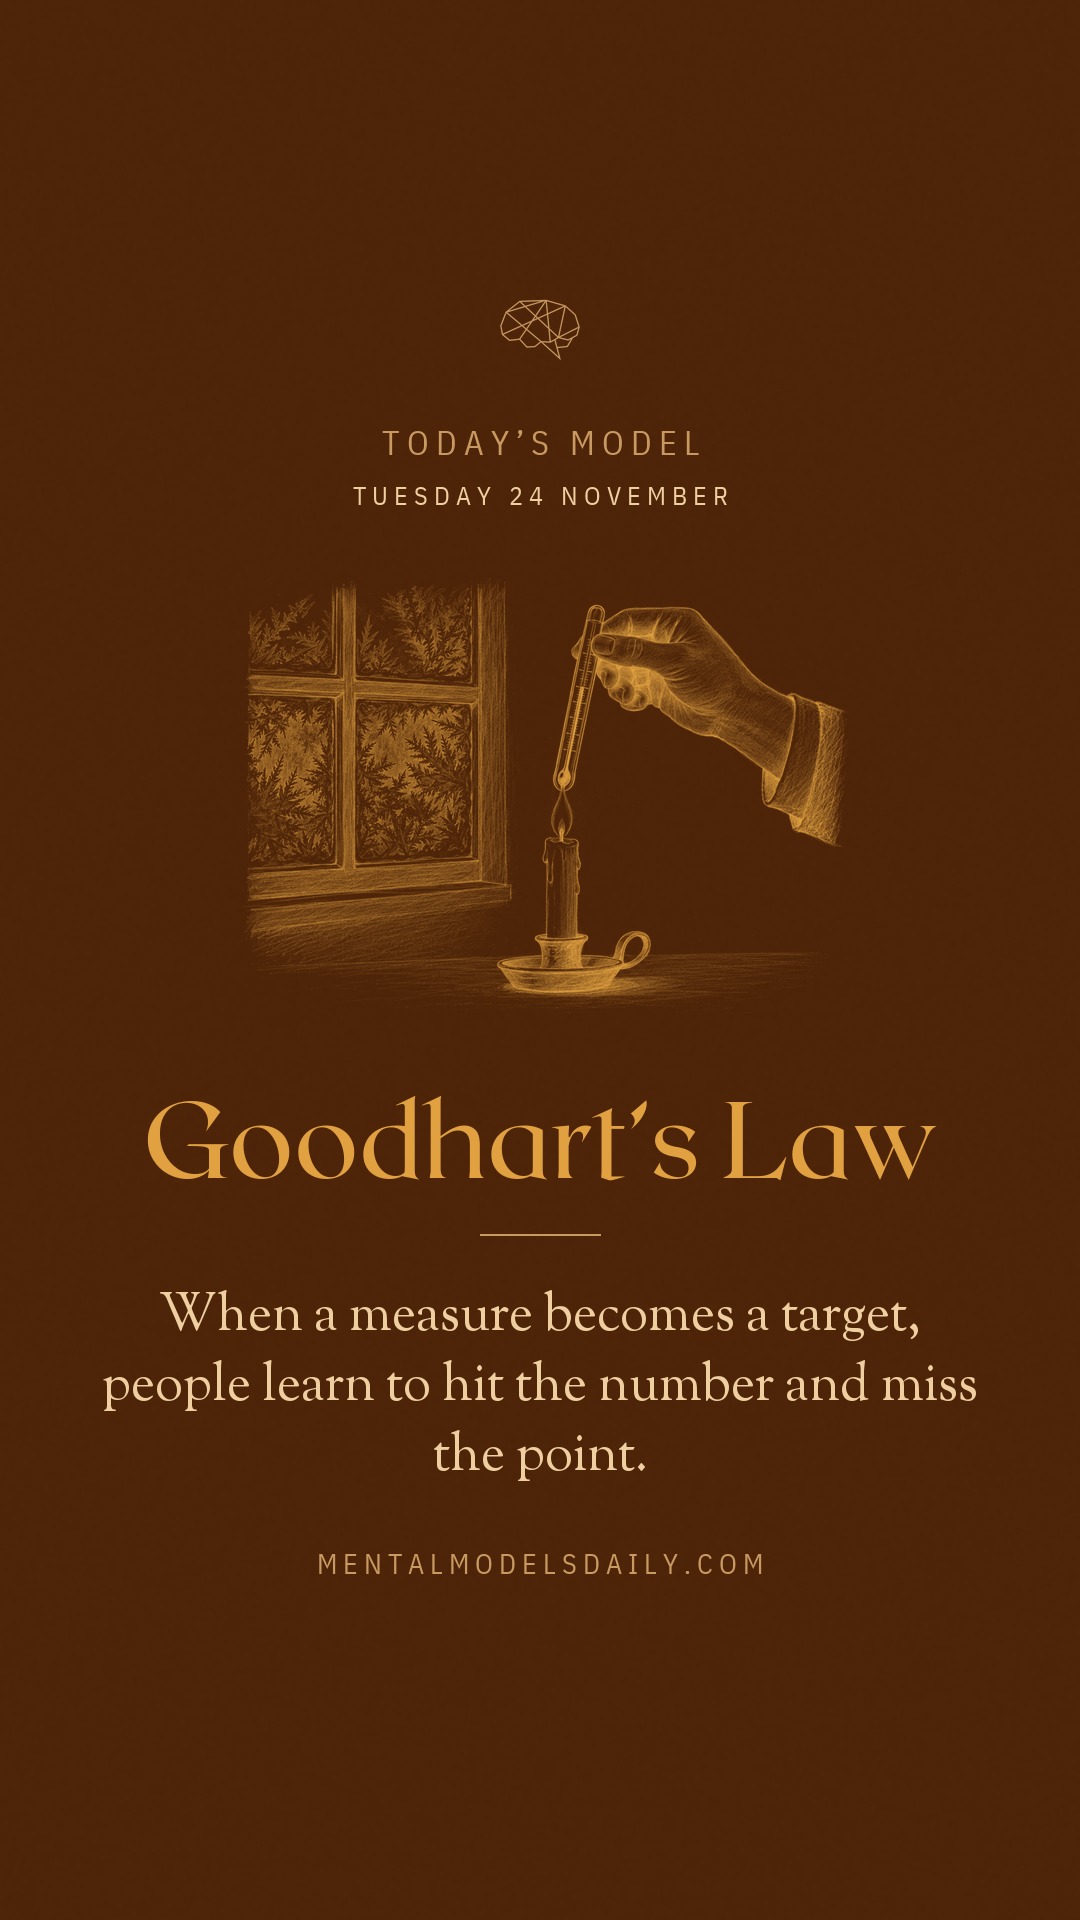 TODAY’S MODEL
TUESDAY 24 NOVEMBER
Goodhart’s Law
When a measure becomes a target,
people learn to hit the number and miss
the point.
MENTALMODELSDAILY.COM